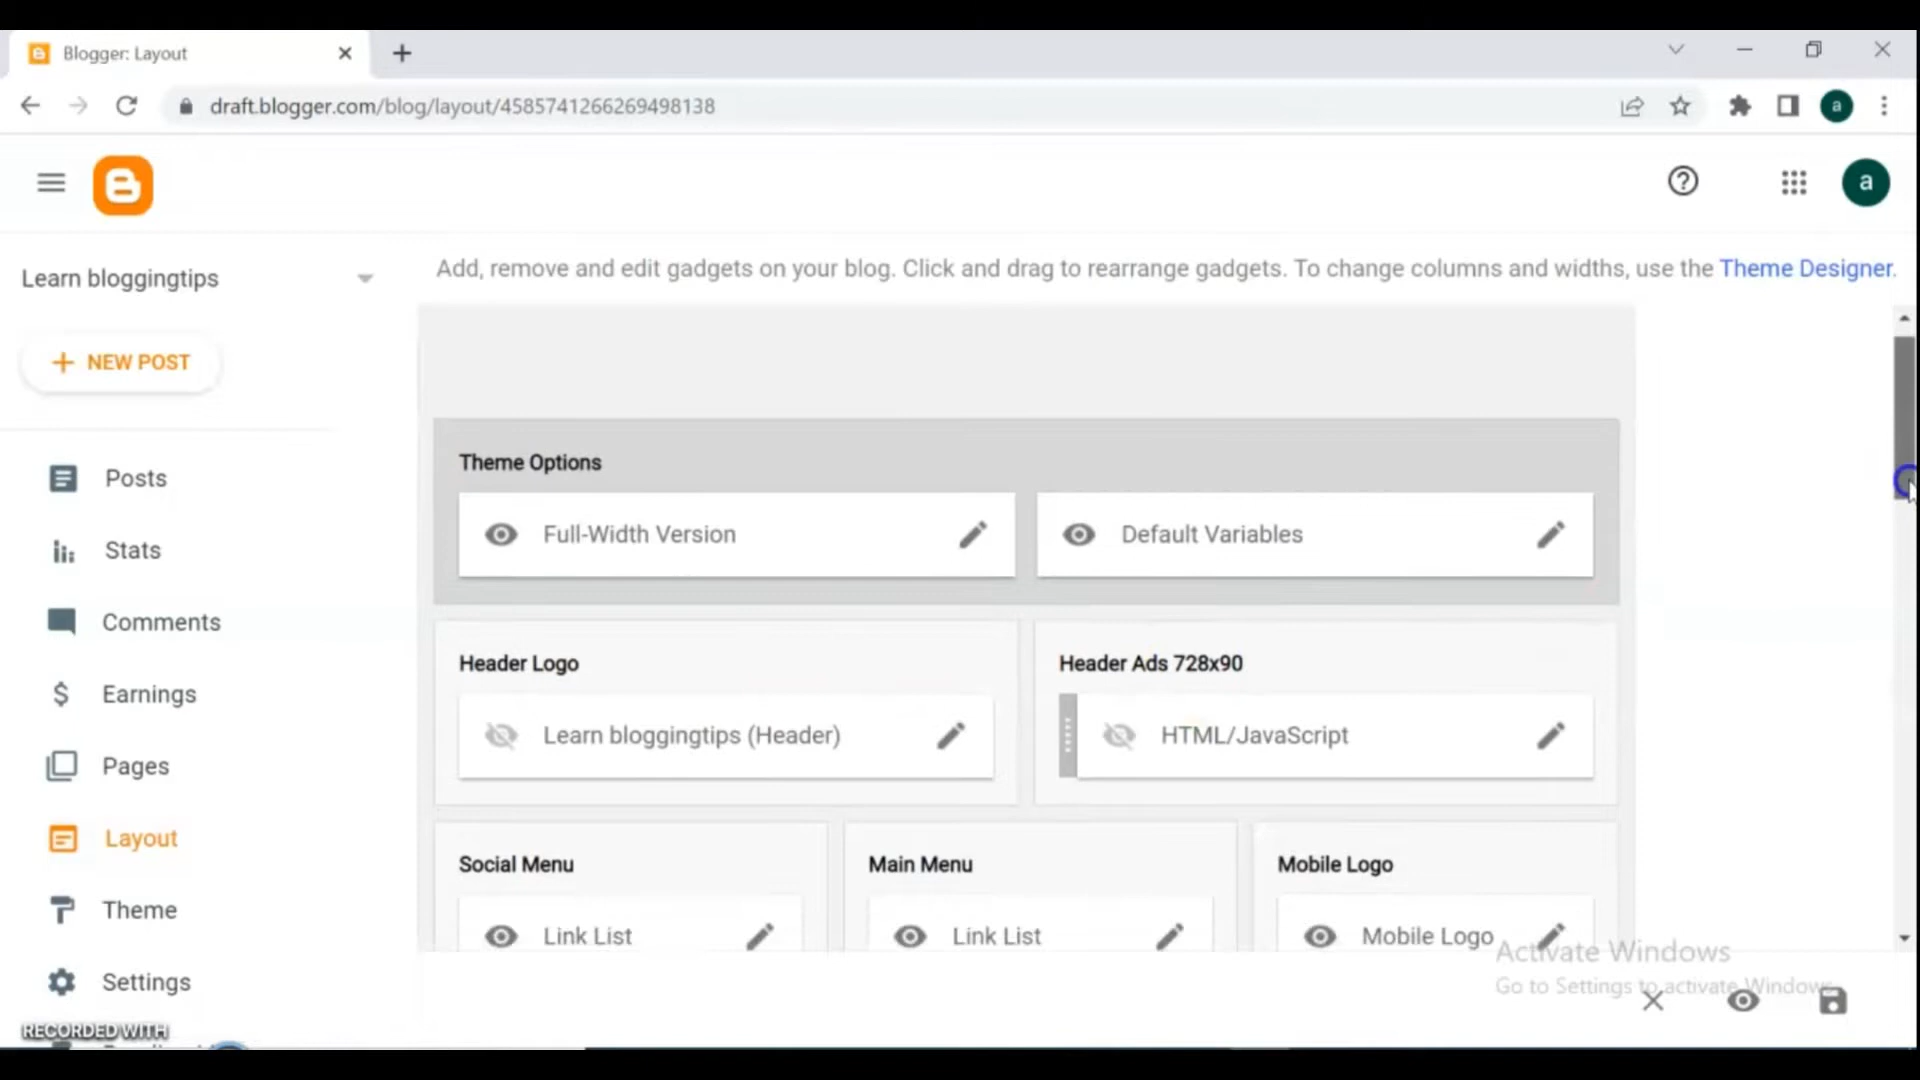 Blogger: Layout
draft.blogger.com/blog/layout/4585741266269498138
a
a
Learn bloggingtips
Add, remove and edit gadgets on your blog. Click and drag to rearrange gadgets. To change columns and widths, use the Theme Designer.
NEW POST
Posts
Stats
Comments
Earnings
Pages
Layout
Theme
Settings
Theme Options
Full-Width Version
Default Variables
Header Logo
Learn bloggingtips (Header)
Header Ads 728x90
HTML/JavaScript
Social Menu
Link List
Main Menu
Link List
Mobile Logo
Mobile Logo
Activate Windows
Go to Settings to activate Windows.
RECORDED WITH